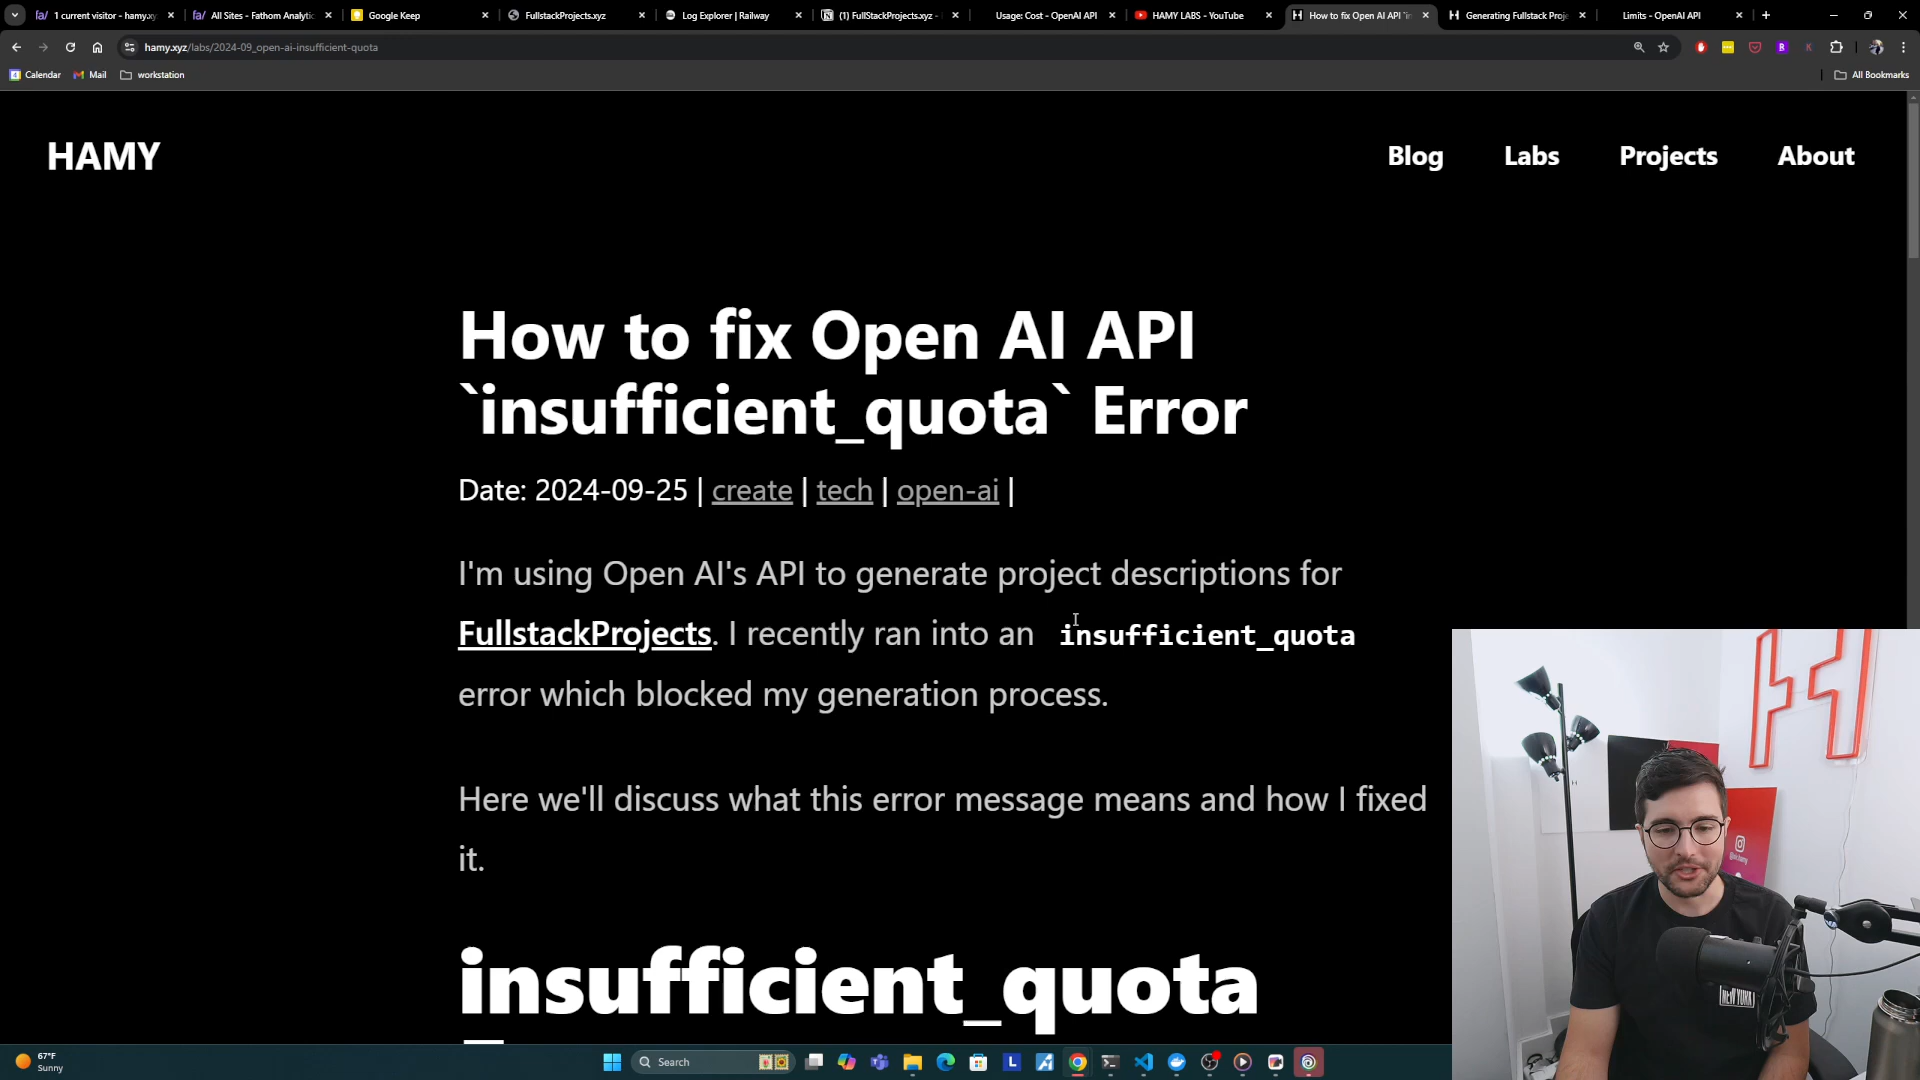 1 current visitor - hamy.xy
All Sites - Fathom Analytic
Google Keep
FullstackProjects.xyz
Log Explorer | Railway
(1) FullStackProjects.xyz -
Usage: Cost - OpenAI API
HAMY LABS - YouTube
How to fix Open AI API `in
Generating Fullstack Proje
Limits - OpenAI API
hamy.xyz/labs/2024-09_open-ai-insufficient-quota
Calendar
Mail
workstation
All Bookmarks
HAMY
Blog
Labs
Projects
About
How to fix Open AI API
`insufficient_quota` Error
Date: 2024-09-25 | create | tech | open-ai |
I'm using Open AI's API to generate project descriptions for
FullstackProjects. I recently ran into an insufficient_quota
error which blocked my generation process.
Here we'll discuss what this error message means and how I fixed
it.
insufficient_quota
NEW YORK
67°F
Sunny
Search